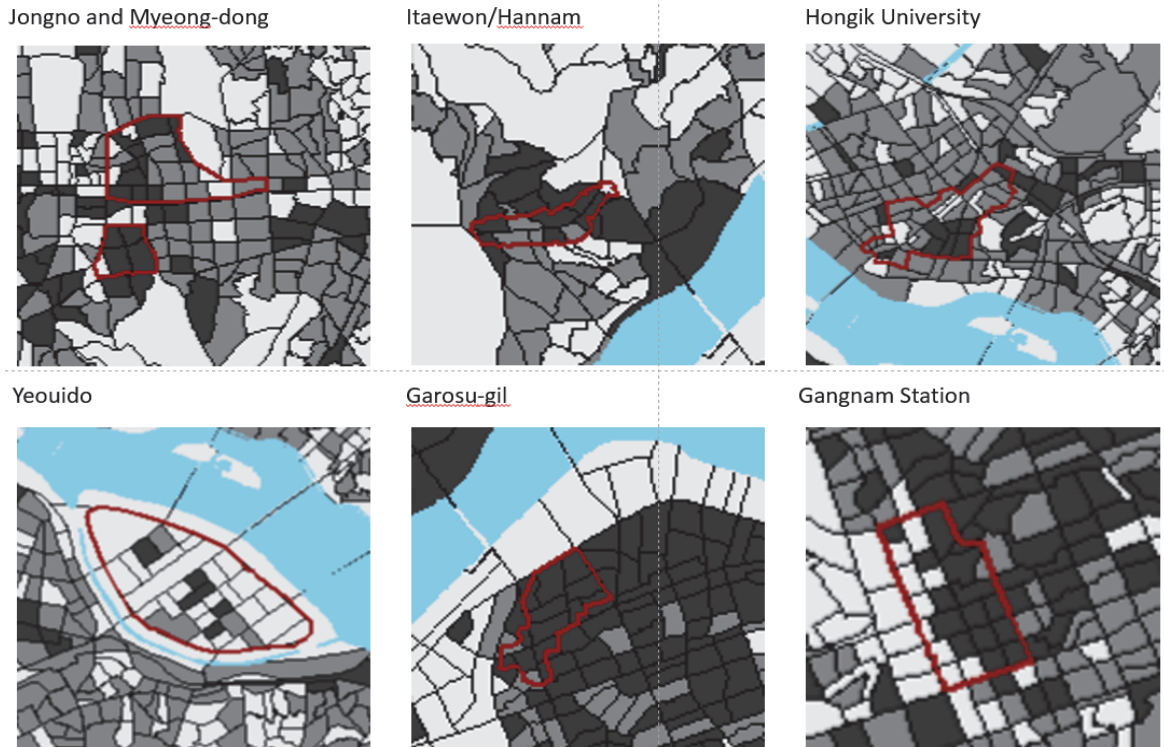 Jongno and Myeong-dong
Itaewon/Hannam
Hongik University
Yeouido
Garosu-gil
Gangnam Station